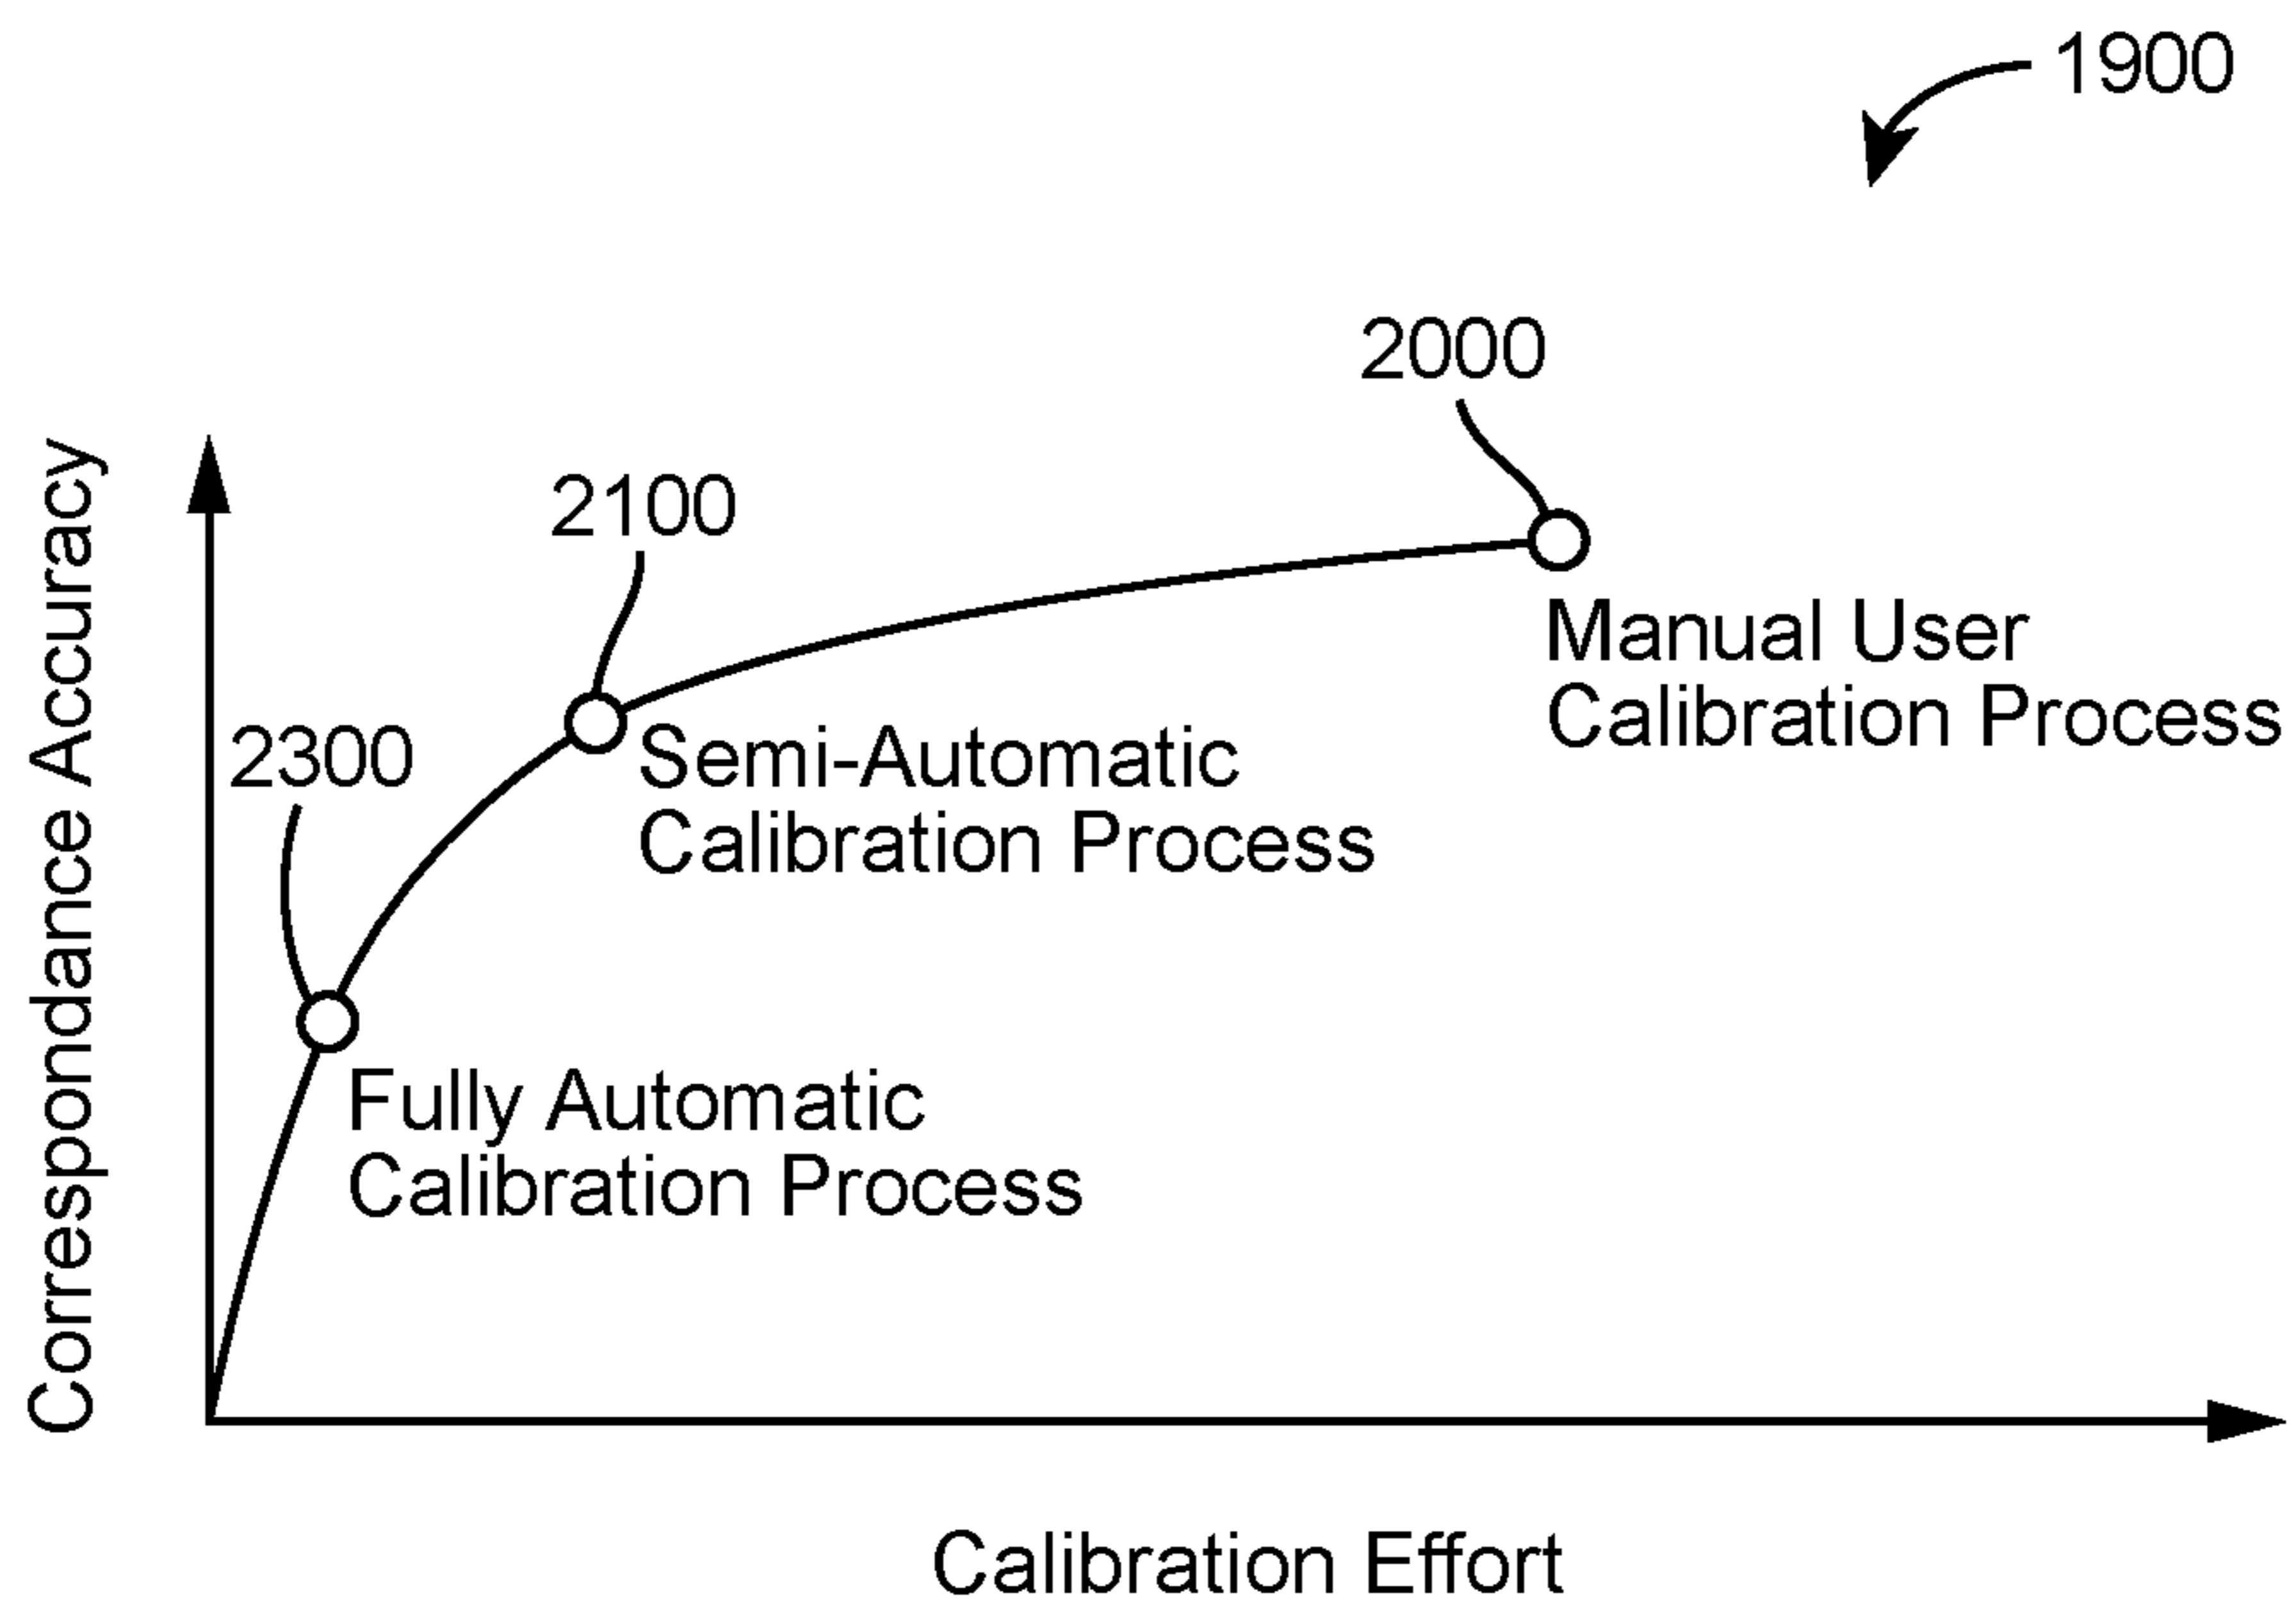 1900
2000
2100
Manual User
Calibration Process
2300
Semi-Automatic
Calibration Process
Fully Automatic
Calibration Process
Correspondance Accuracy
Calibration Effort